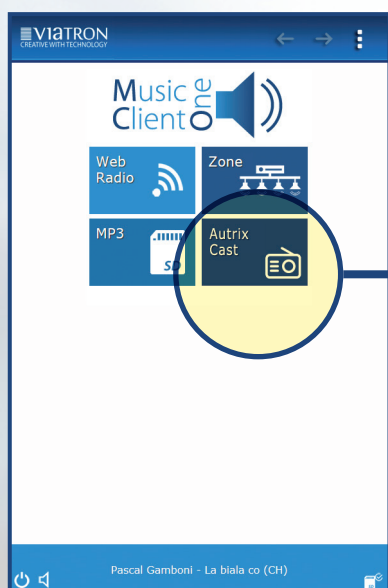 VIATRON
CREATIVE WITH TECHNOLOGY
Music
Client One
Web
Radio
Zone
MP3
SD
Autrix
Cast
Pascal Gamboni - La biala co (CH)